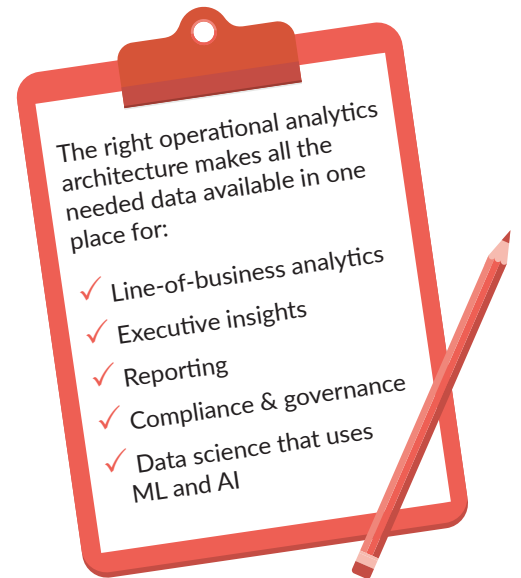 The right operational analytics
architecture makes all the
needed data available in one
place for:
✓ Line-of-business analytics
✓ Executive insights
✓ Reporting
✓ Compliance & governance
✓ Data science that uses
ML and AI